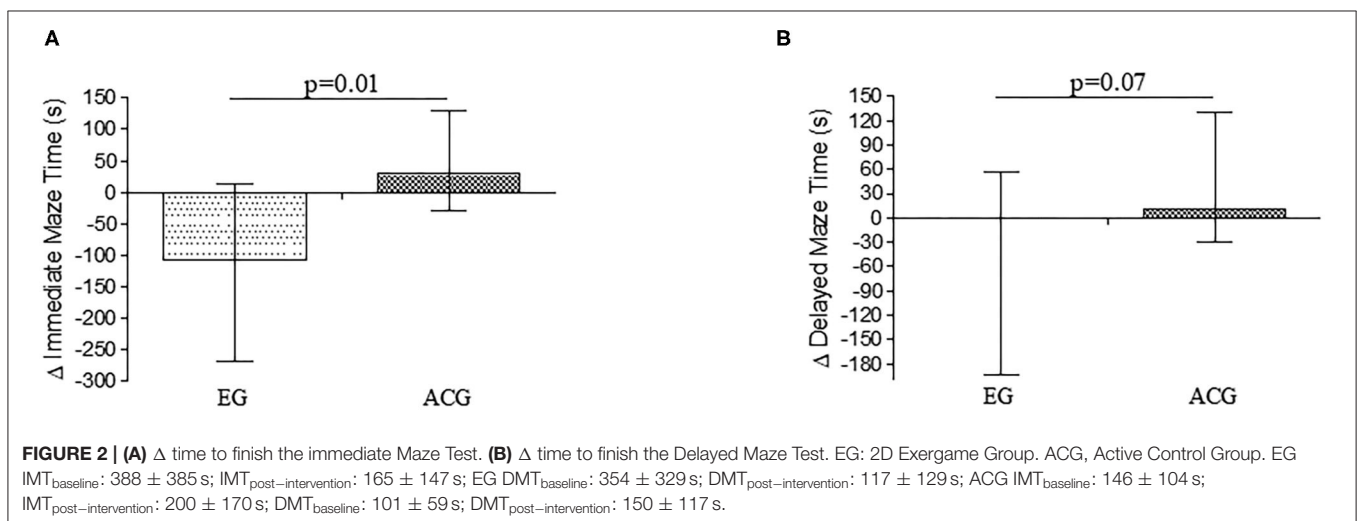 A
p=0.01
Δ Immediate Maze Time (s)
150
100
50
0
-50
-100
-150
-200
-250
-300
EG
ACG
B
p=0.07
Δ Delayed Maze Time (s)
150
120
90
60
30
0
-30
-60
-90
-120
-150
-180
EG
ACG
FIGURE 2 | (A) Δ time to finish the immediate Maze Test. (B) Δ time to finish the Delayed Maze Test. EG: 2D Exergame Group. ACG, Active Control Group. EG
IMTbaseline: 388 ± 385 s; IMTpost−intervention: 165 ± 147 s; EG DMTbaseline: 354 ± 329 s; DMTpost−intervention: 117 ± 129 s; ACG IMTbaseline: 146 ± 104 s;
IMTpost−intervention: 200 ± 170 s; DMTbaseline: 101 ± 59 s; DMTpost−intervention: 150 ± 117 s.